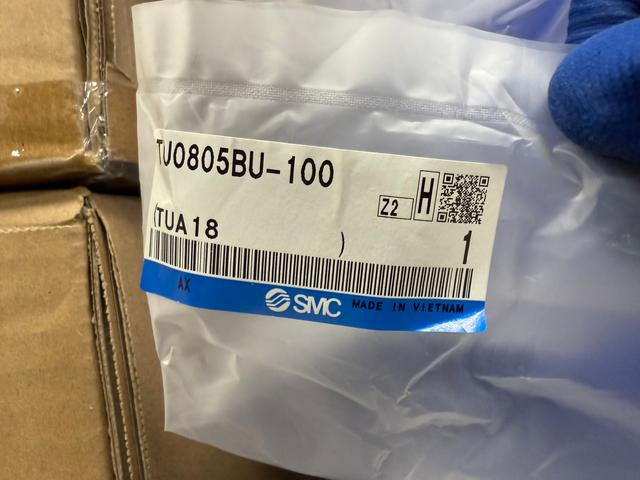 TU0805BU-100
Z2
H
(TUA18 )
1
AX
SMC
MADE IN VIETNAM